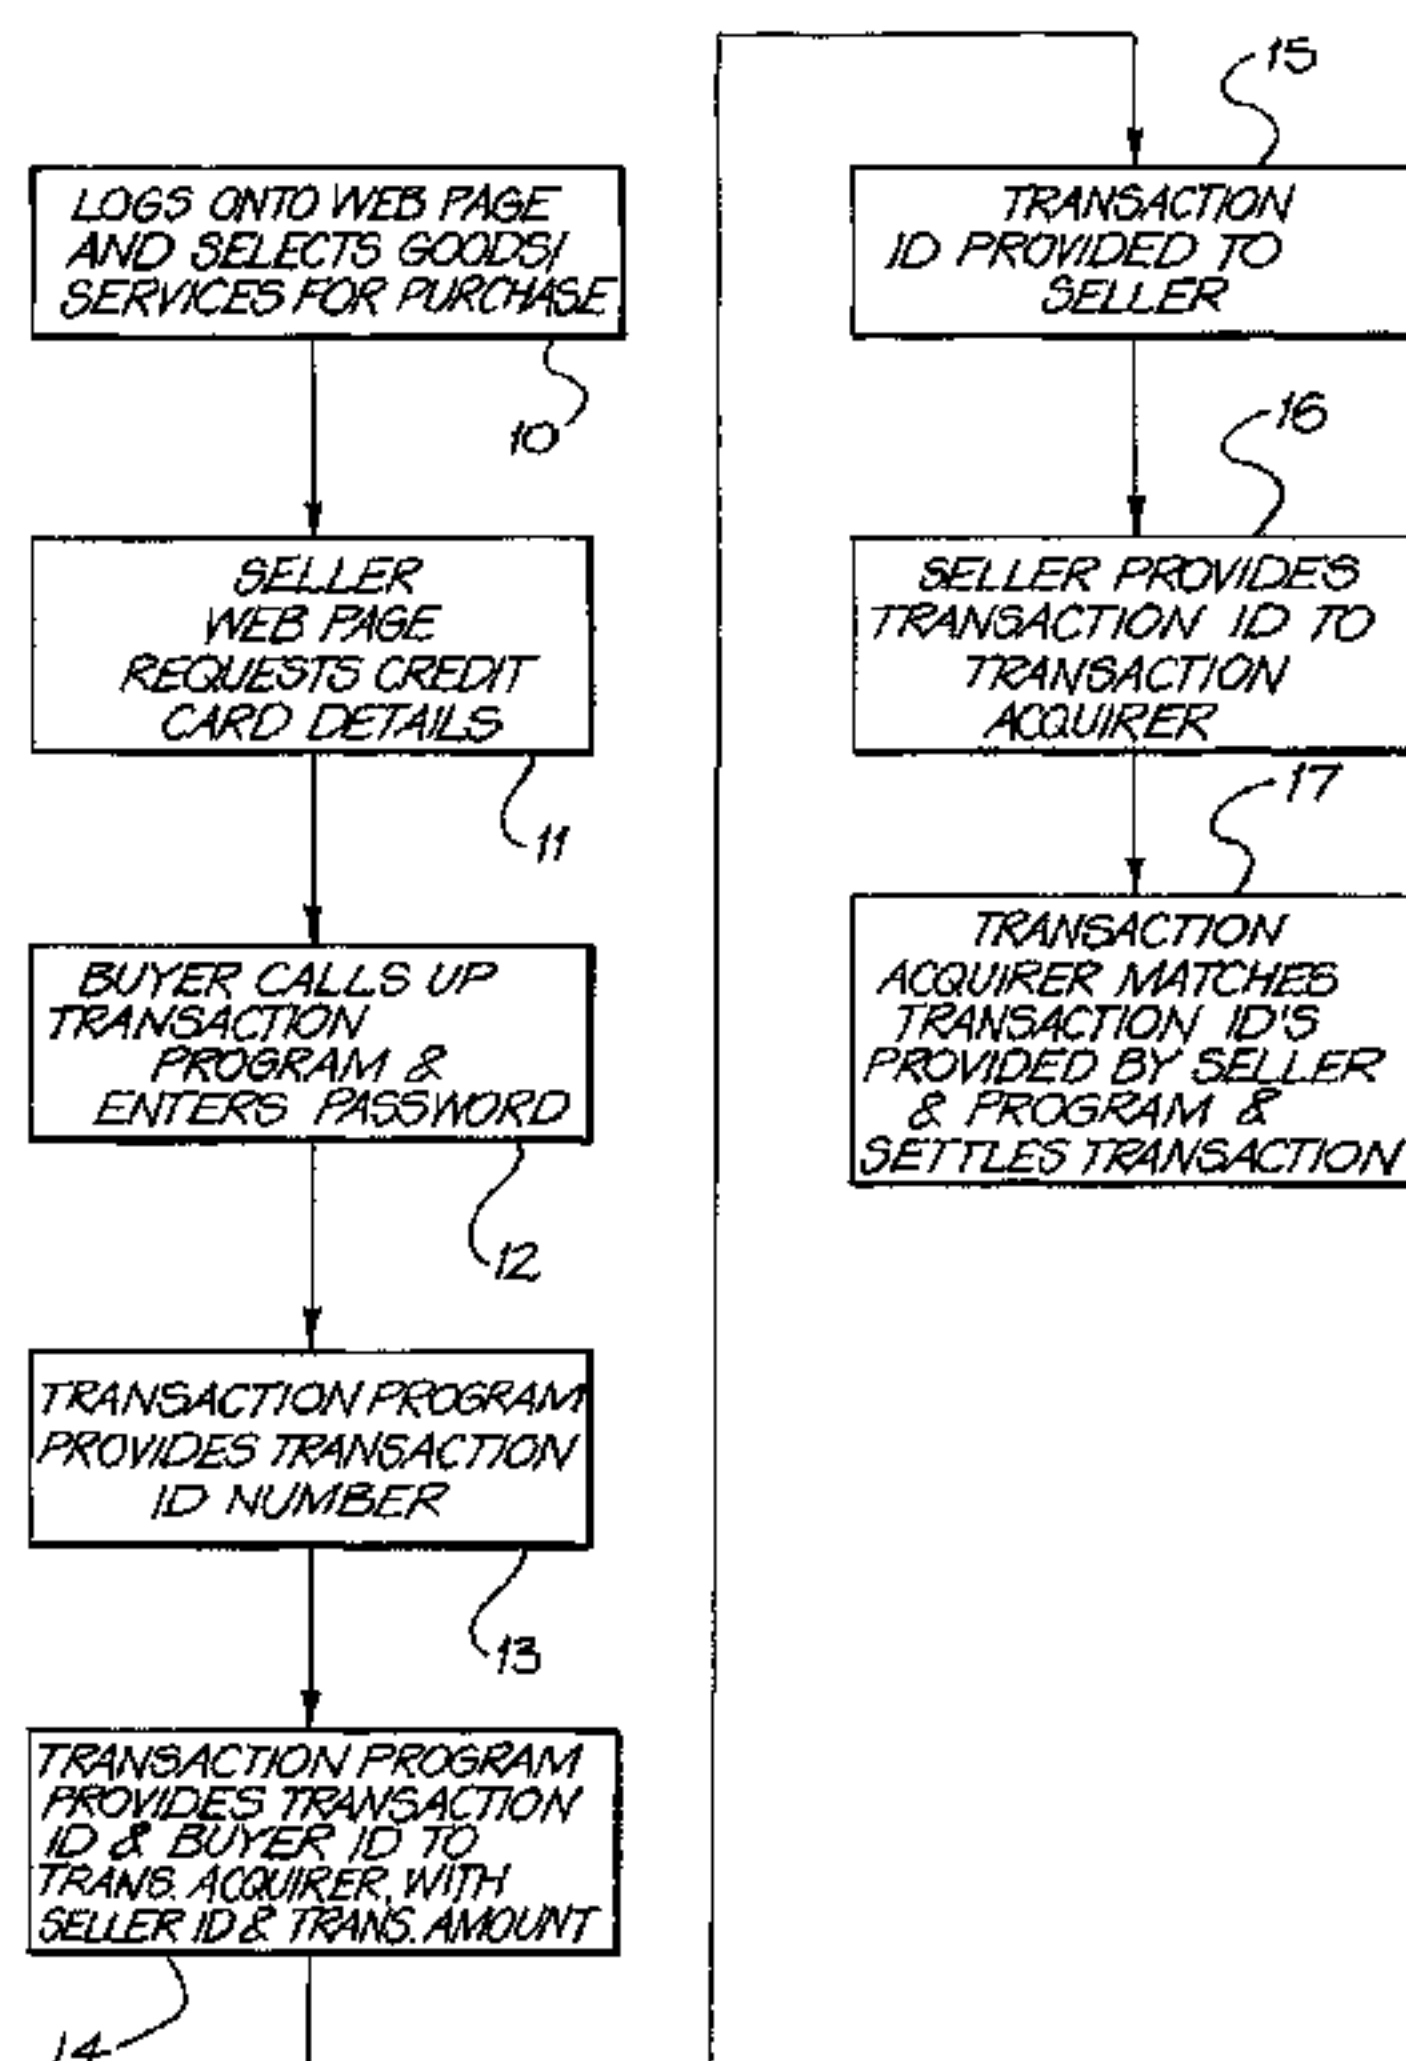 LOGS ONTO WEB PAGE
AND SELECTS GOODS/
SERVICES FOR PURCHASE
10
SELLER
WEB PAGE
REQUESTS CREDIT
CARD DETAILS
11
BUYER CALLS UP
TRANSACTION
PROGRAM &
ENTERS PASSWORD
12
TRANSACTION PROGRAM
PROVIDES TRANSACTION
ID NUMBER
13
TRANSACTION PROGRAM
PROVIDES TRANSACTION
ID & BUYER ID TO
TRANS. ACQUIRER, WITH
SELLER ID & TRANS. AMOUNT
14
15
TRANSACTION
ID PROVIDED TO
SELLER
16
SELLER PROVIDES
TRANSACTION ID TO
TRANSACTION
ACQUIRER
17
TRANSACTION
ACQUIRER MATCHES
TRANSACTION ID'S
PROVIDED BY SELLER
& PROGRAM &
SETTLES TRANSACTION